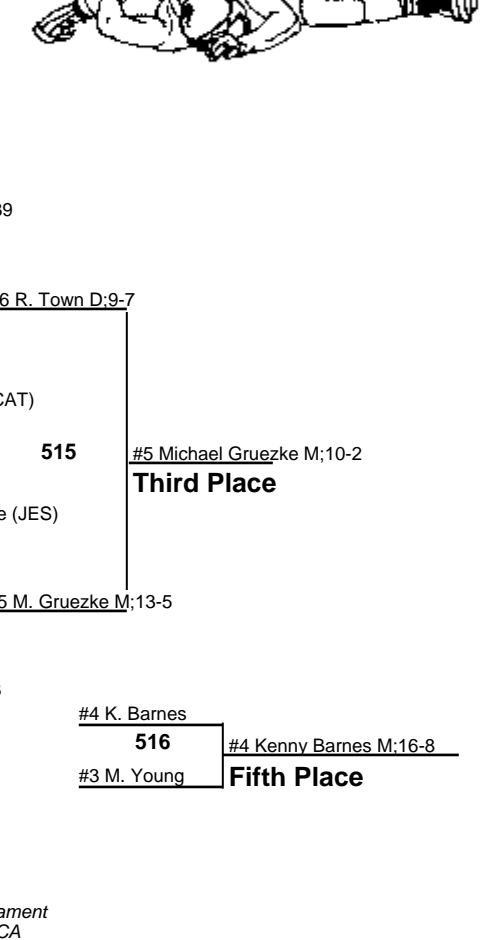 39
6 R. Town D;9-7
CAT)
515
#5 Michael Gruezke M;10-2
Third Place
e (JES)
5 M. Gruezke M;13-5
#4 K. Barnes
516
#4 Kenny Barnes M;16-8
#3 M. Young
Fifth Place
ament
CA